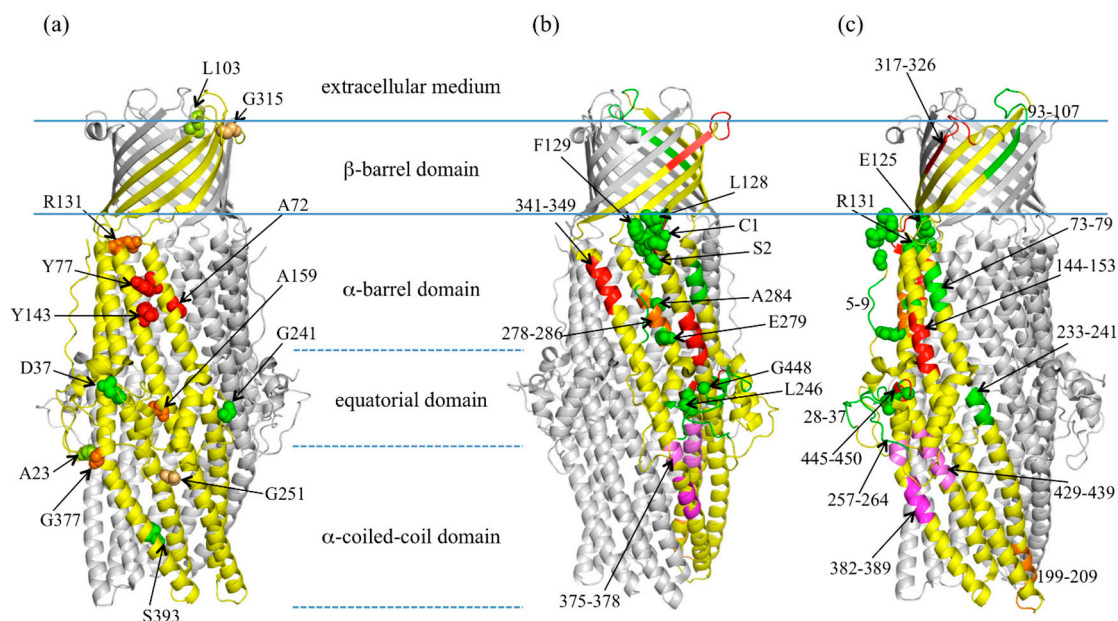 (a)
(b)
(c)
L103
G315
extracellular medium
317-326
93-107
F129
E125
β-barrel domain
L128
R131
A72
341-349
C1
R131
S2
73-79
Y77
A159
144-153
α-barrel domain
A284
5-9
Y143
G241
278-286
E279
233-241
D37
G448
equatorial domain
L246
28-37
445-450
A23
G251
257-264
429-439
G377
α-coiled-coil domain
382-389
199-209
375-378
S393